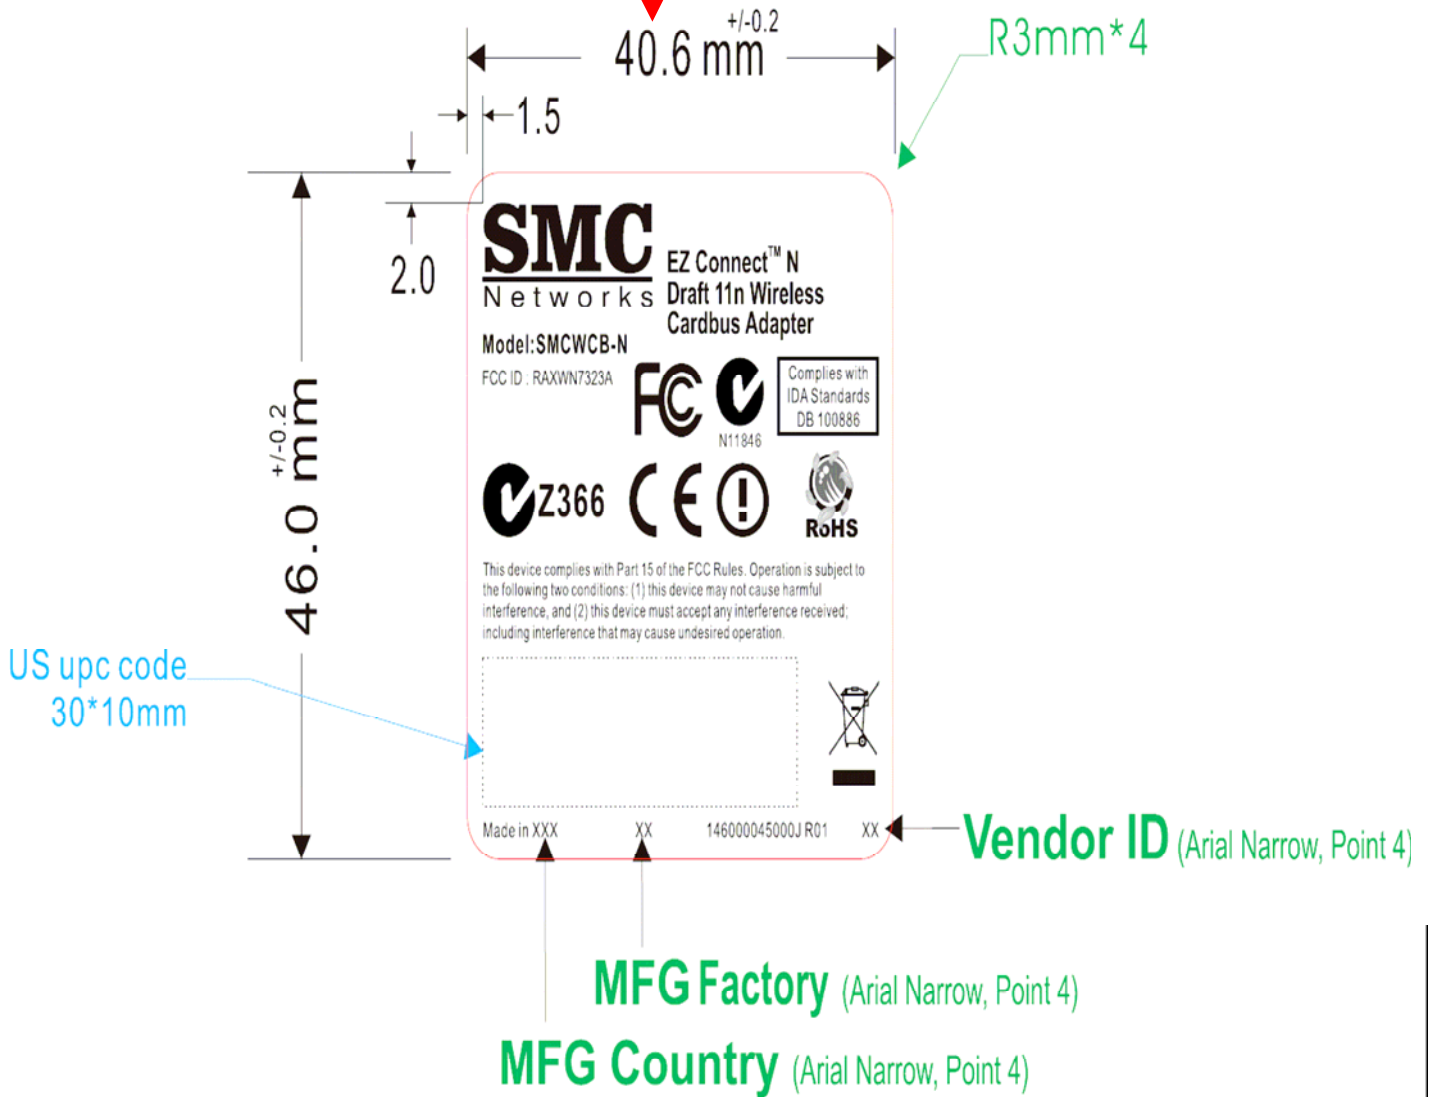 +/-0.2
40.6 mm
R3mm*4
1.5
2.0
+/-0.2
46.0 mm
SMC
Networks
EZ Connect™ N
Draft 11n Wireless
Cardbus Adapter
Model:SMCWCB-N
FCC ID : RAXWN7323A
FC
N11846
Complies with
IDA Standards
DB 100886
Z366
CE
!
RoHS
This device complies with Part 15 of the FCC Rules. Operation is subject to
the following two conditions: (1) this device may not cause harmful
interference, and (2) this device must accept any interference received;
including interference that may cause undesired operation.
US upc code
30*10mm
Made in XXX XX 146000045000J R01 XX
Vendor ID (Arial Narrow, Point 4)
MFG Factory (Arial Narrow, Point 4)
MFG Country (Arial Narrow, Point 4)